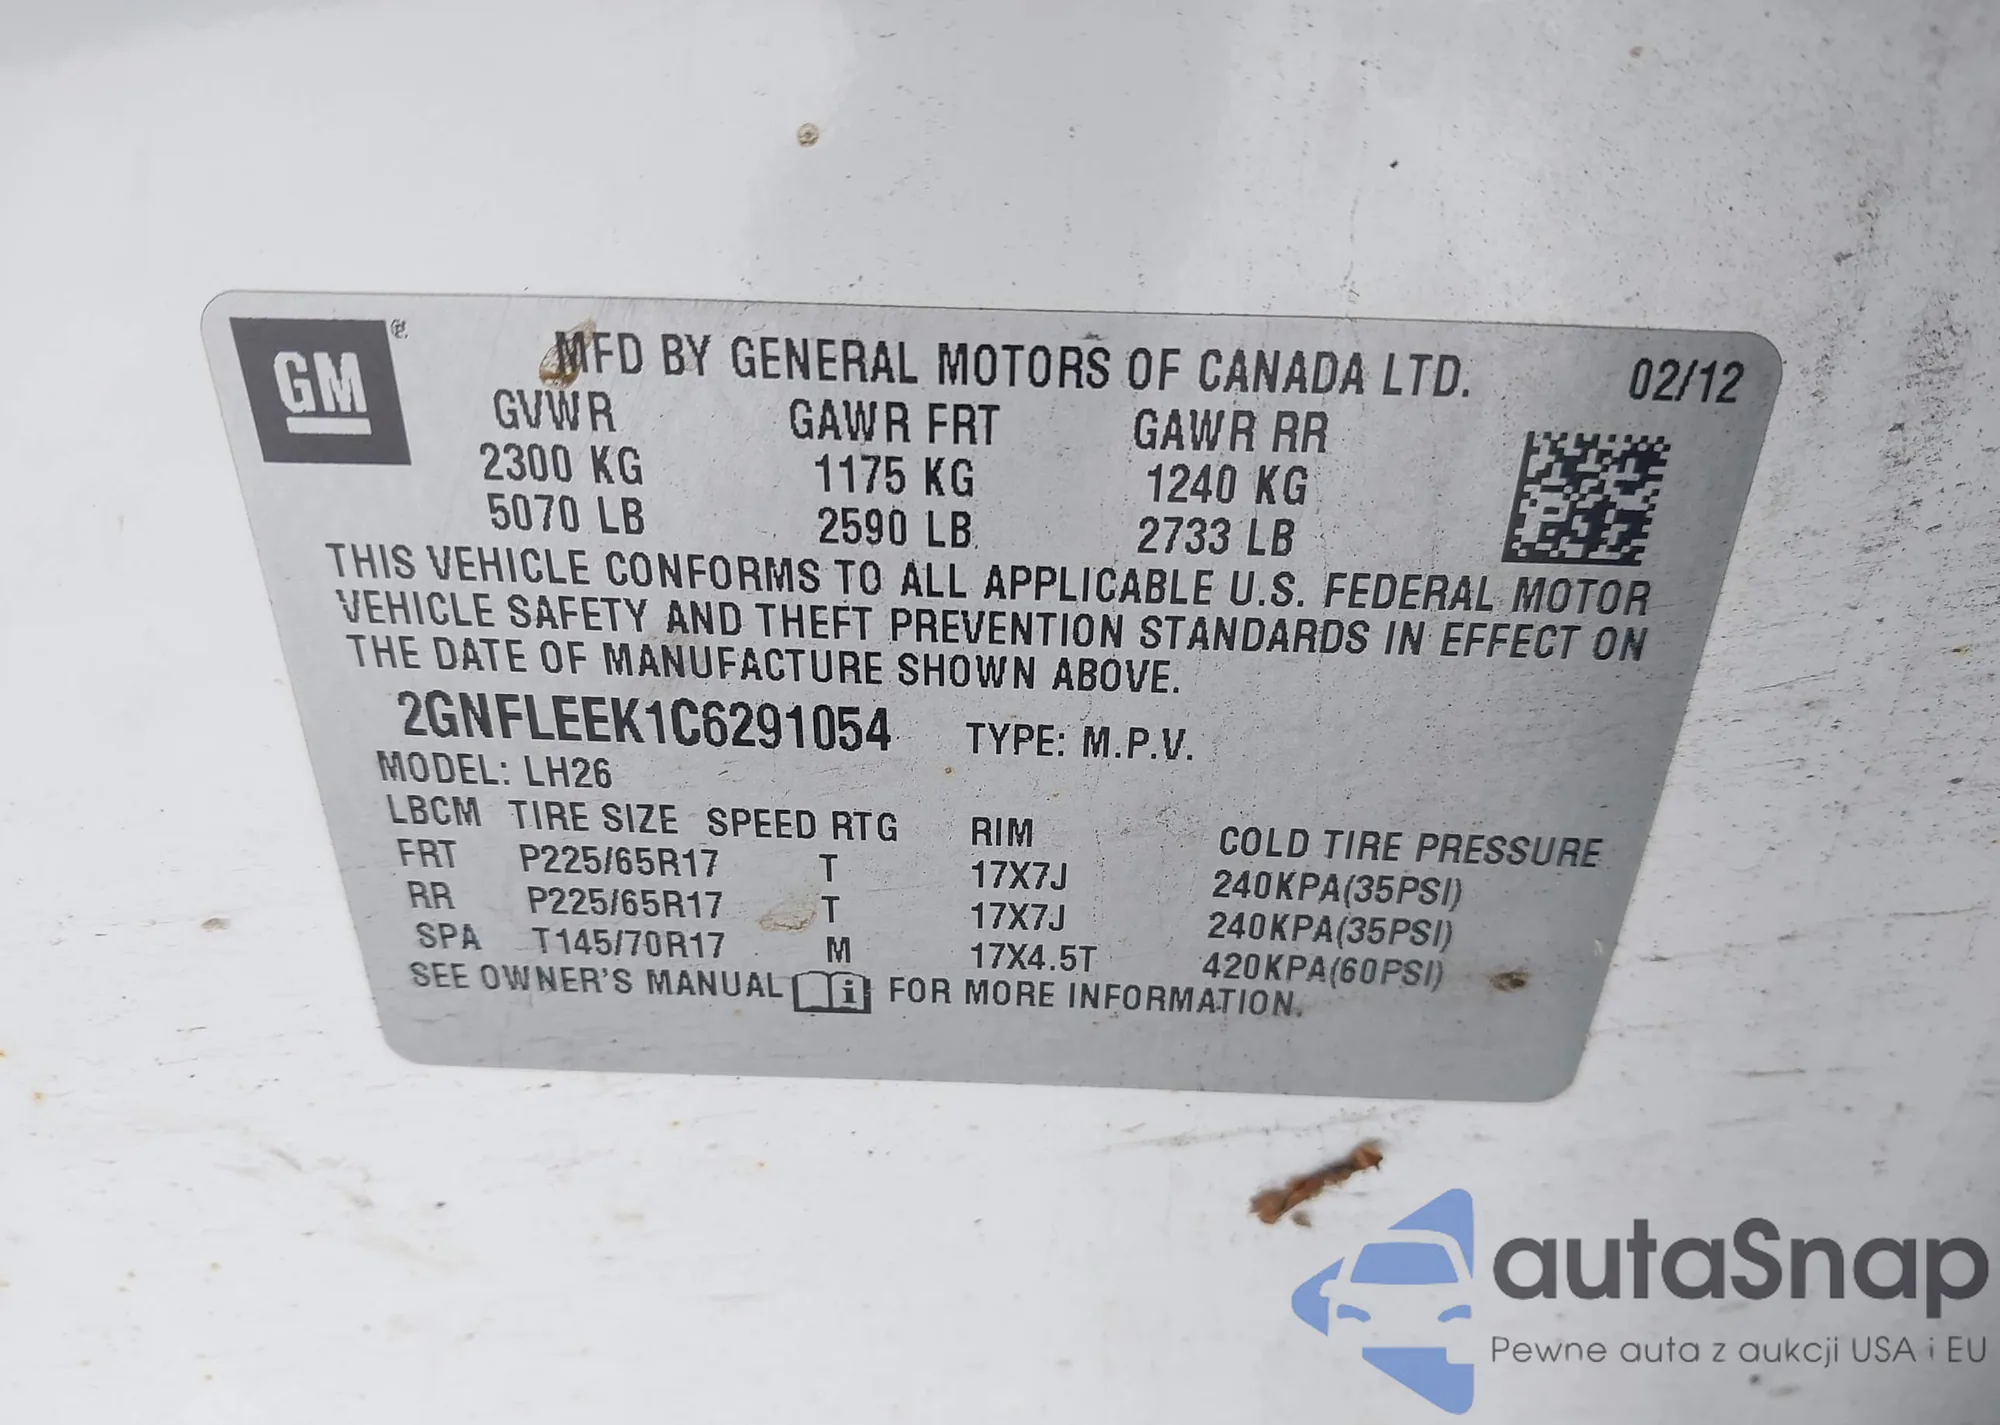 GM ®
MFD BY GENERAL MOTORS OF CANADA LTD. 02/12
GVWR GAWR FRT GAWR RR
2300 KG 1175 KG 1240 KG
5070 LB 2590 LB 2733 LB
THIS VEHICLE CONFORMS TO ALL APPLICABLE U.S. FEDERAL MOTOR
VEHICLE SAFETY AND THEFT PREVENTION STANDARDS IN EFFECT ON
THE DATE OF MANUFACTURE SHOWN ABOVE.
2GNFLEEK1C6291054 TYPE: M.P.V.
MODEL: LH26
LBCM TIRE SIZE SPEED RTG RIM COLD TIRE PRESSURE
FRT P225/65R17 T 17X7J 240KPA(35PSI)
RR P225/65R17 T 17X7J 240KPA(35PSI)
SPA T145/70R17 M 17X4.5T 420KPA(60PSI)
SEE OWNER'S MANUAL i FOR MORE INFORMATION.
autaSnap
Pewne auta z aukcji USA i EU